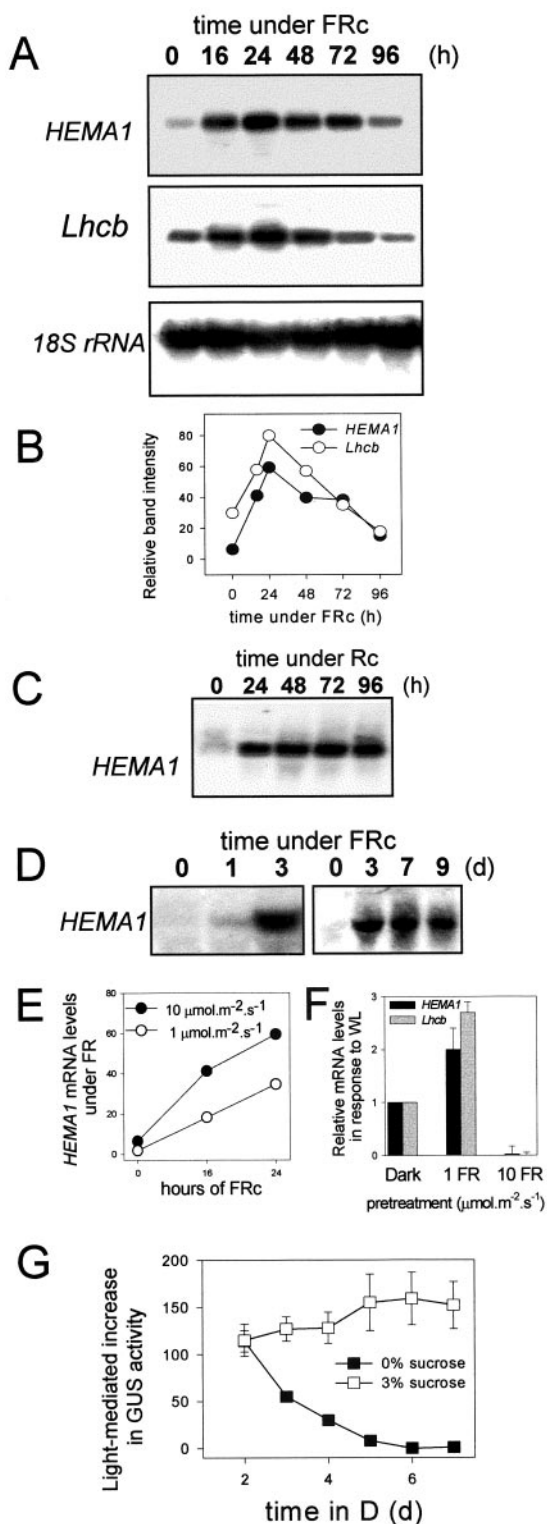 A
time under FRc
0 16 24 48 72 96 (h)
HEMA1
Lhcb
18S rRNA
B
HEMA1
Lhcb
Relative band intensity
80
60
40
20
0
0 24 48 72 96
time under FRc (h)
C
time under Rc
0 24 48 72 96 (h)
HEMA1
D
time under FRc
0 1 3 0 3 7 9 (d)
HEMA1
E
10 μmol.m-2.s-1
1 μmol.m-2.s-1
HEMA1 mRNA levels
under FR
80
60
40
20
0
0 16 24
hours of FRc
F
HEMA1
Lhcb
Relative mRNA levels
in response to WL
3
2
1
0
Dark 1 FR 10 FR
pretreatment (μmol.m-2.s-1)
G
Light-mediated increase
in GUS activity
200
150
100
50
0
0% sucrose
3% sucrose
2 4 6
time in D (d)